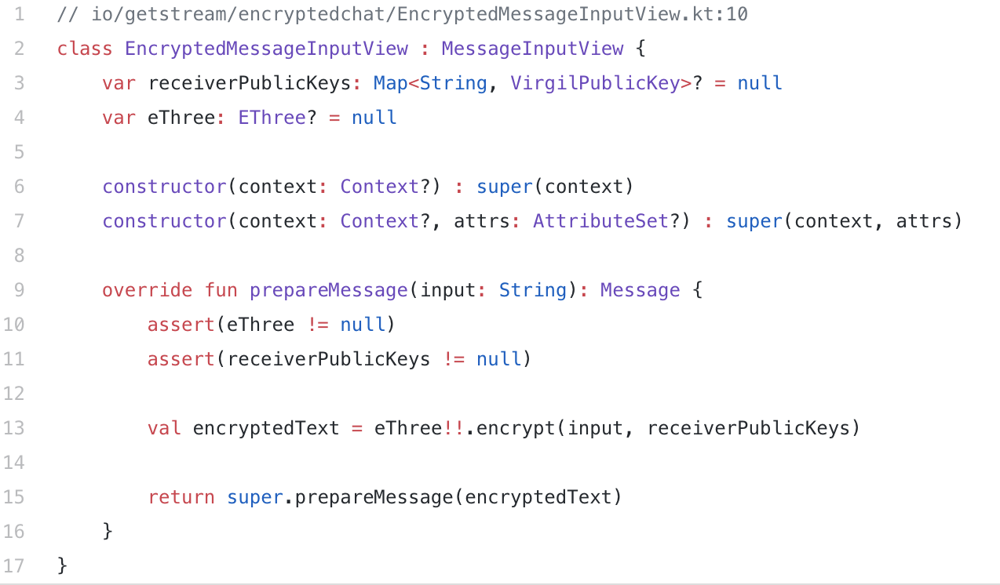 1 // io/getstream/encryptedchat/EncryptedMessageInputView.kt:10
2 class EncryptedMessageInputView : MessageInputView {
3     var receiverPublicKeys: Map<String, VirgilPublicKey>? = null
4     var eThree: EThree? = null
5
6     constructor(context: Context?) : super(context)
7     constructor(context: Context?, attrs: AttributeSet?) : super(context, attrs)
8
9     override fun prepareMessage(input: String): Message {
10         assert(eThree != null)
11         assert(receiverPublicKeys != null)
12
13         val encryptedText = eThree!!.encrypt(input, receiverPublicKeys)
14
15         return super.prepareMessage(encryptedText)
16     }
17 }